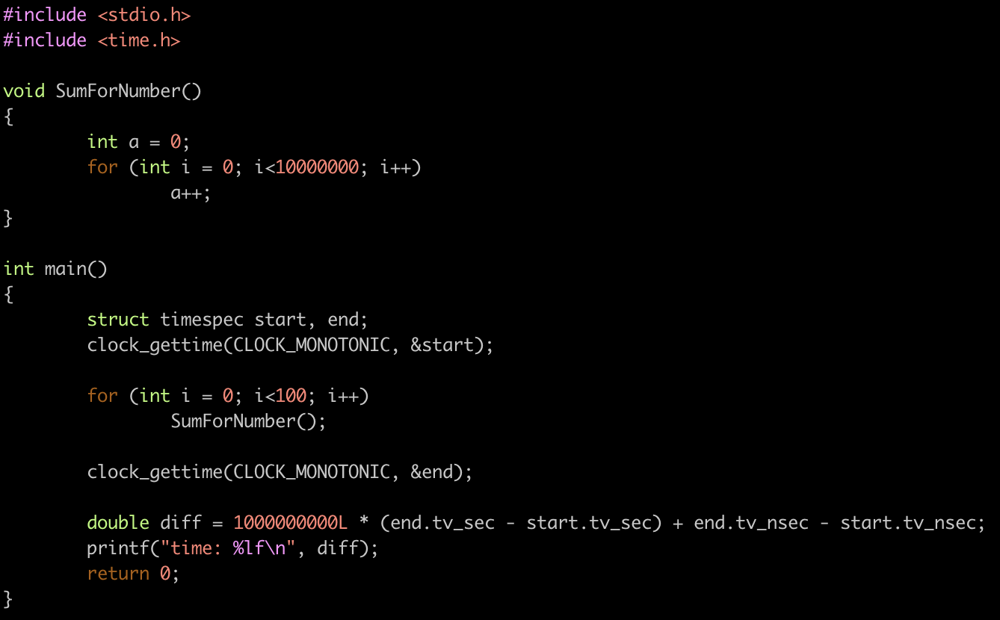 #include <stdio.h>
#include <time.h>

void SumForNumber()
{
        int a = 0;
        for (int i = 0; i<10000000; i++)
                a++;
}

int main()
{
        struct timespec start, end;
        clock_gettime(CLOCK_MONOTONIC, &start);

        for (int i = 0; i<100; i++)
                SumForNumber();

        clock_gettime(CLOCK_MONOTONIC, &end);

        double diff = 1000000000L * (end.tv_sec - start.tv_sec) + end.tv_nsec - start.tv_nsec;
        printf("time: %lf\n", diff);
        return 0;
}